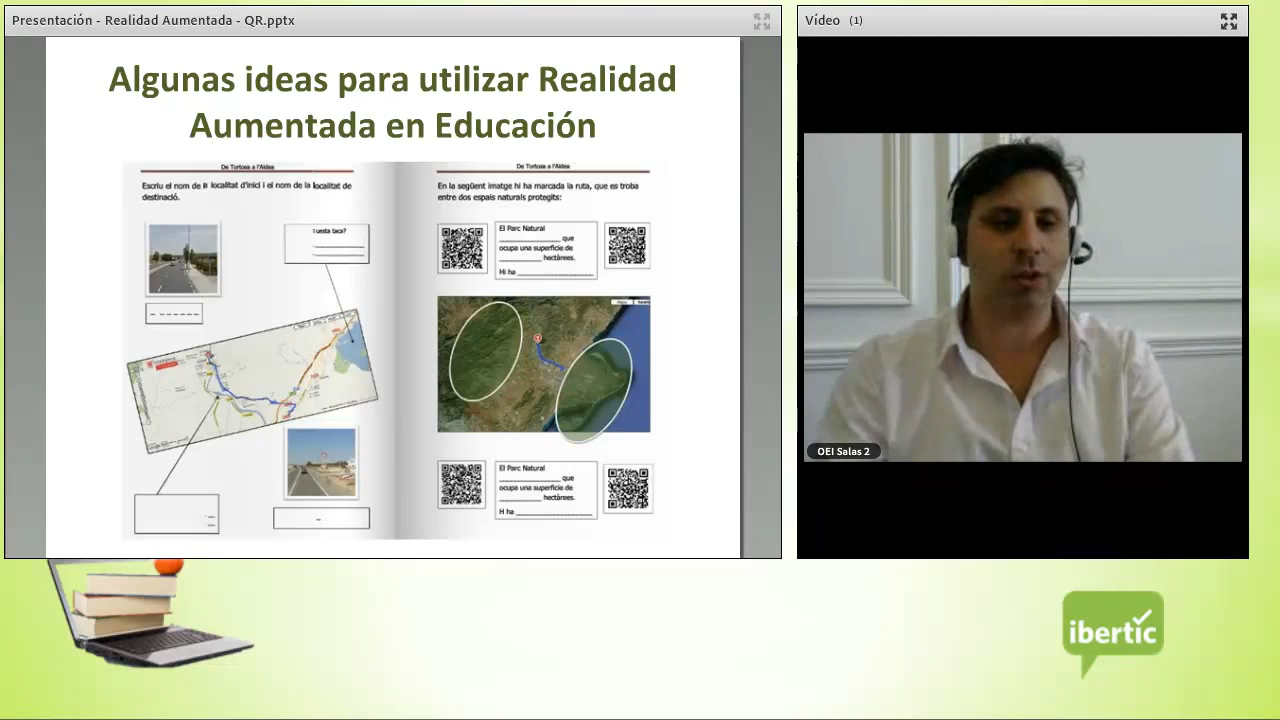 Presentación - Realidad Aumentada - QR.pptx
Vídeo (1)
Algunas ideas para utilizar Realidad
Aumentada en Educación
De Tortosa a l'Aldea
Escriu el nom de la localitat d'inici i el nom de la localitat de
destinació.
uesta taca?
De Tortosa a l'Aldea
En la següent imatge hi ha marcada la ruta, que es troba
entre dos espais naturals protegits:
El Parc Natural
que
ocupa una superfície de
hectàrees.
Hi ha
El Parc Natural
que
ocupa una superfície de
hectàrees.
H ha
OEI Salas 2
ibertic